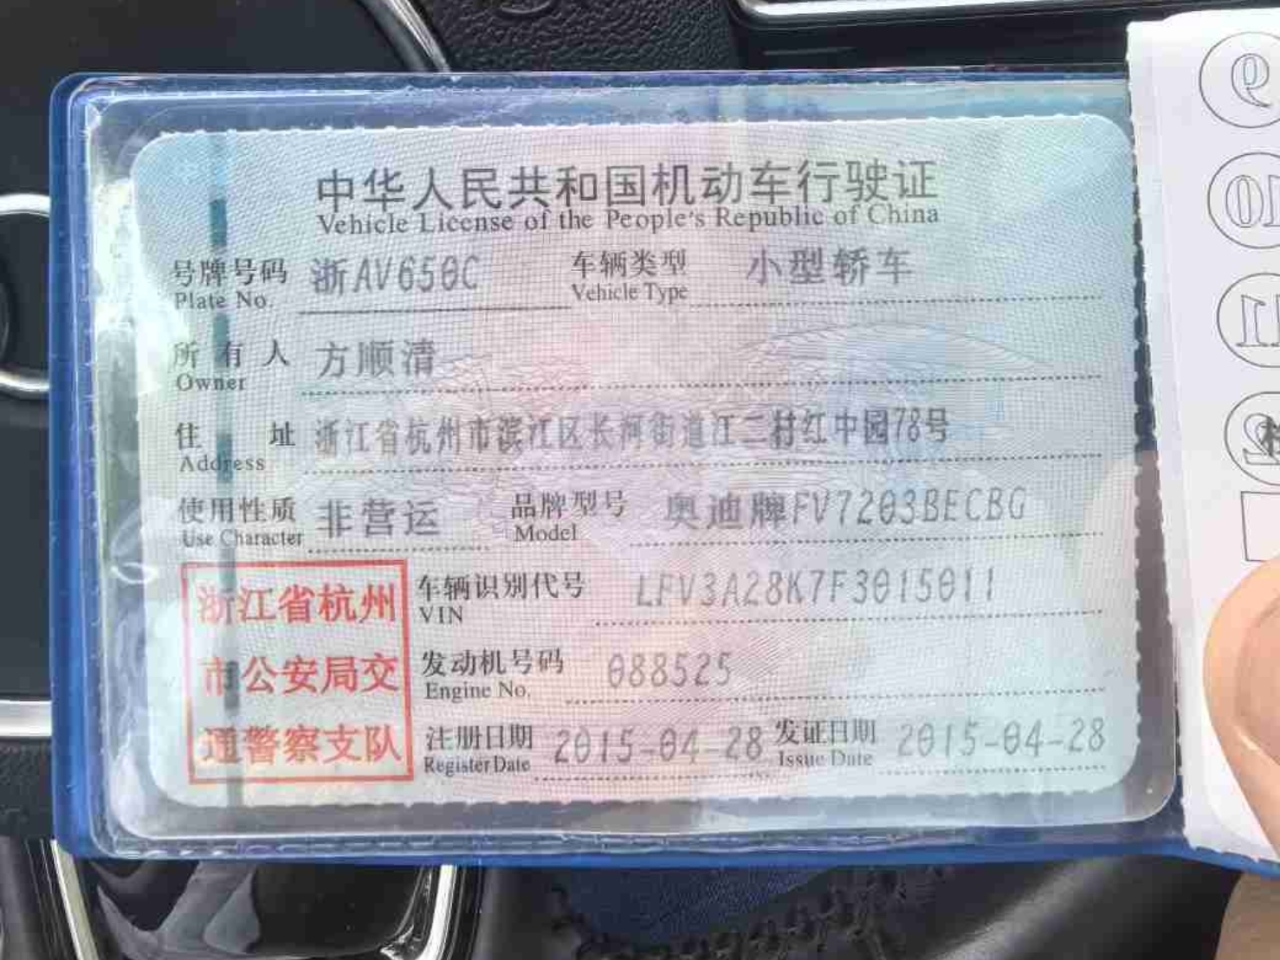 中华人民共和国机动车行驶证
Vehicle License of the People's Republic of China
号牌号码 浙AV650C 车辆类型 小型轿车
Plate No. Vehicle Type
所有人 方顺清
Owner
住址 浙江省杭州市滨江区长河街道江二村红中园78号
Address
使用性质 非营运 品牌型号 奥迪牌FV7203BECBG
Use Character Model
浙江省杭州 车辆识别代号 LFV3A28K7F3015011
VIN
市公安局交 发动机号码 088525
Engine No.
通警察支队 注册日期 2015-04-28 发证日期 2015-04-28
Register Date Issue Date
9
10
11
12